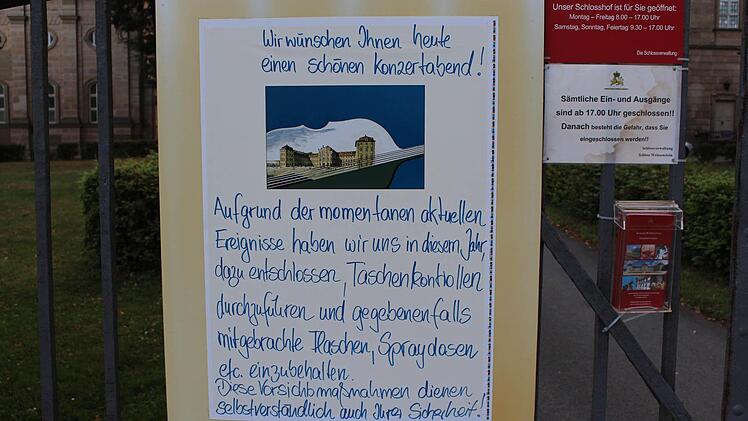 Wir wünschen Ihnen heute
einen schönen Konzertabend!
Aufgrund der momentanen aktuellen
Ereignisse haben wir uns in diesem Jahr,
dazu entschlossen, Taschenkontrollen
durchzuführen und gegebenenfalls
mitgebrachte Flaschen, Spraydosen
etc. einzubehalten.
Diese Vorsichtsmaßnahmen dienen
selbstverständlich auch Ihrer Sicherheit!
Unser Schlosshof ist für Sie geöffnet:
Montag – Freitag 8.00 – 17.00 Uhr
Samstag, Sonntag, Feiertag 9.30 – 17.00 Uhr
Die Schlossverwaltung
Sämtliche Ein- und Ausgänge
sind ab 17.00 Uhr geschlossen!!
Danach besteht die Gefahr, dass Sie
eingeschlossen werden!!
Schlossverwaltung
Schloss Weissenstein